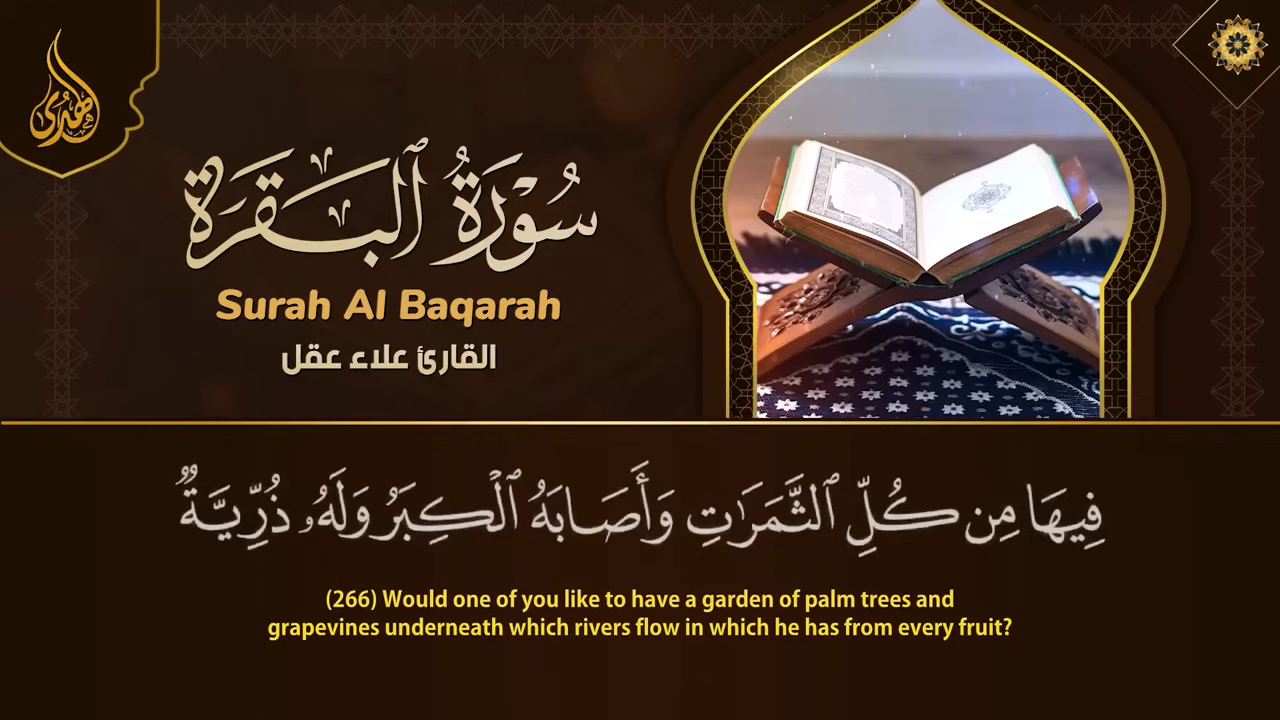 الهدى
سُورَةُ ٱلْبَقَرَة
Surah Al Baqarah
القارئ علاء عقل
فِيهَا مِن كُلِّ ٱلثَّمَرَٰتِ وَأَصَابَهُ ٱلْكِبَرُ وَلَهُۥ ذُرِّيَّةٌ
(266) Would one of you like to have a garden of palm trees and
grapevines underneath which rivers flow in which he has from every fruit?